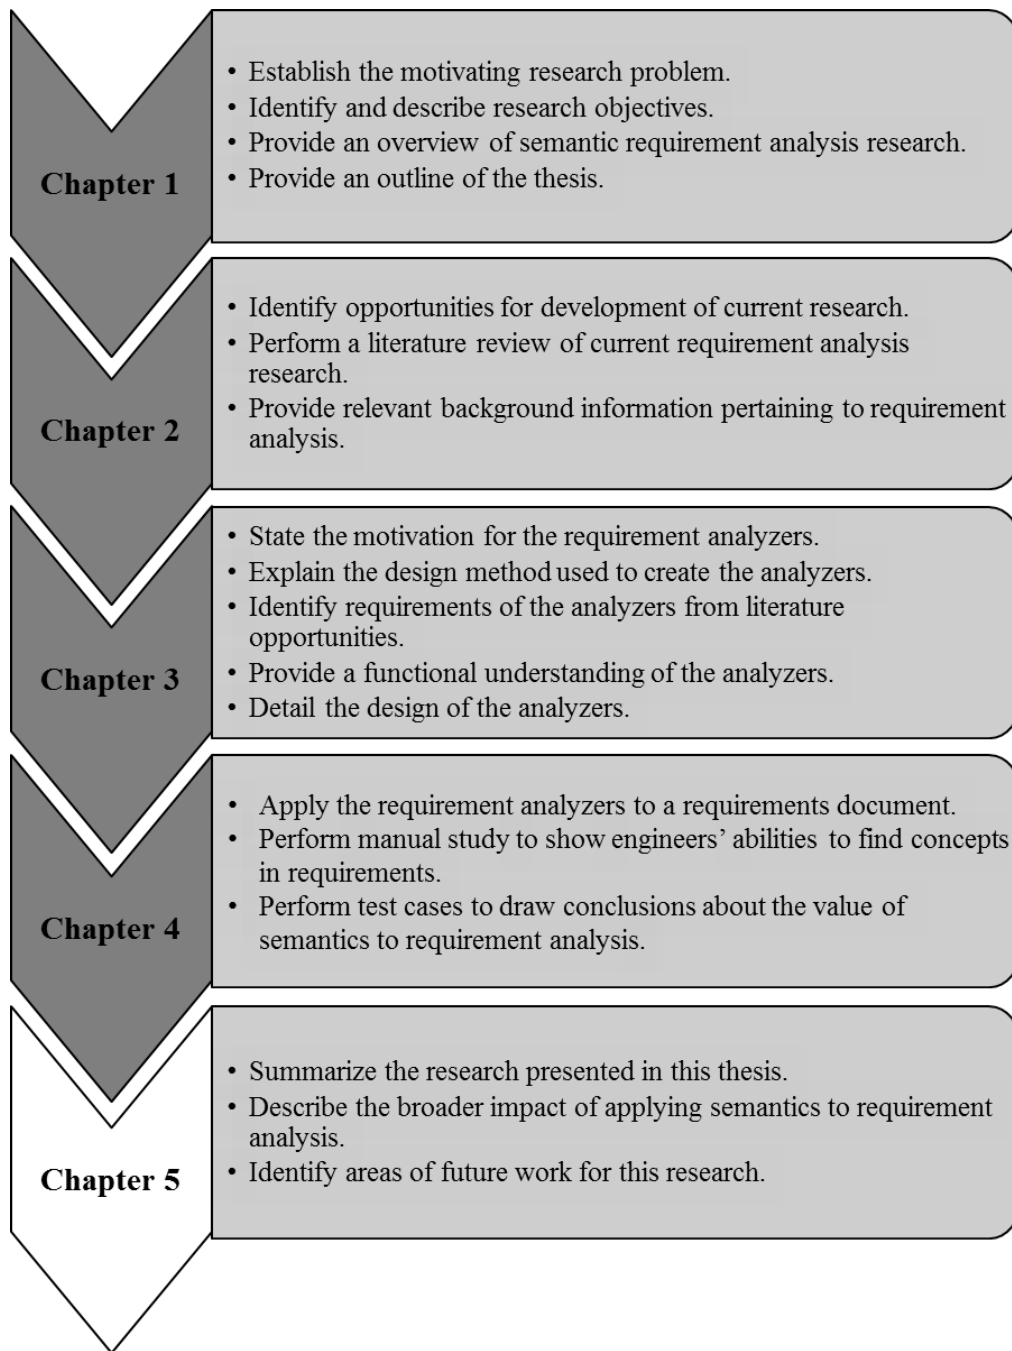 Chapter 1
• Establish the motivating research problem.
• Identify and describe research objectives.
• Provide an overview of semantic requirement analysis research.
• Provide an outline of the thesis.
Chapter 2
• Identify opportunities for development of current research.
• Perform a literature review of current requirement analysis
research.
• Provide relevant background information pertaining to requirement
analysis.
Chapter 3
• State the motivation for the requirement analyzers.
• Explain the design method used to create the analyzers.
• Identify requirements of the analyzers from literature
opportunities.
• Provide a functional understanding of the analyzers.
• Detail the design of the analyzers.
Chapter 4
• Apply the requirement analyzers to a requirements document.
• Perform manual study to show engineers’ abilities to find concepts
in requirements.
• Perform test cases to draw conclusions about the value of
semantics to requirement analysis.
Chapter 5
• Summarize the research presented in this thesis.
• Describe the broader impact of applying semantics to requirement
analysis.
• Identify areas of future work for this research.